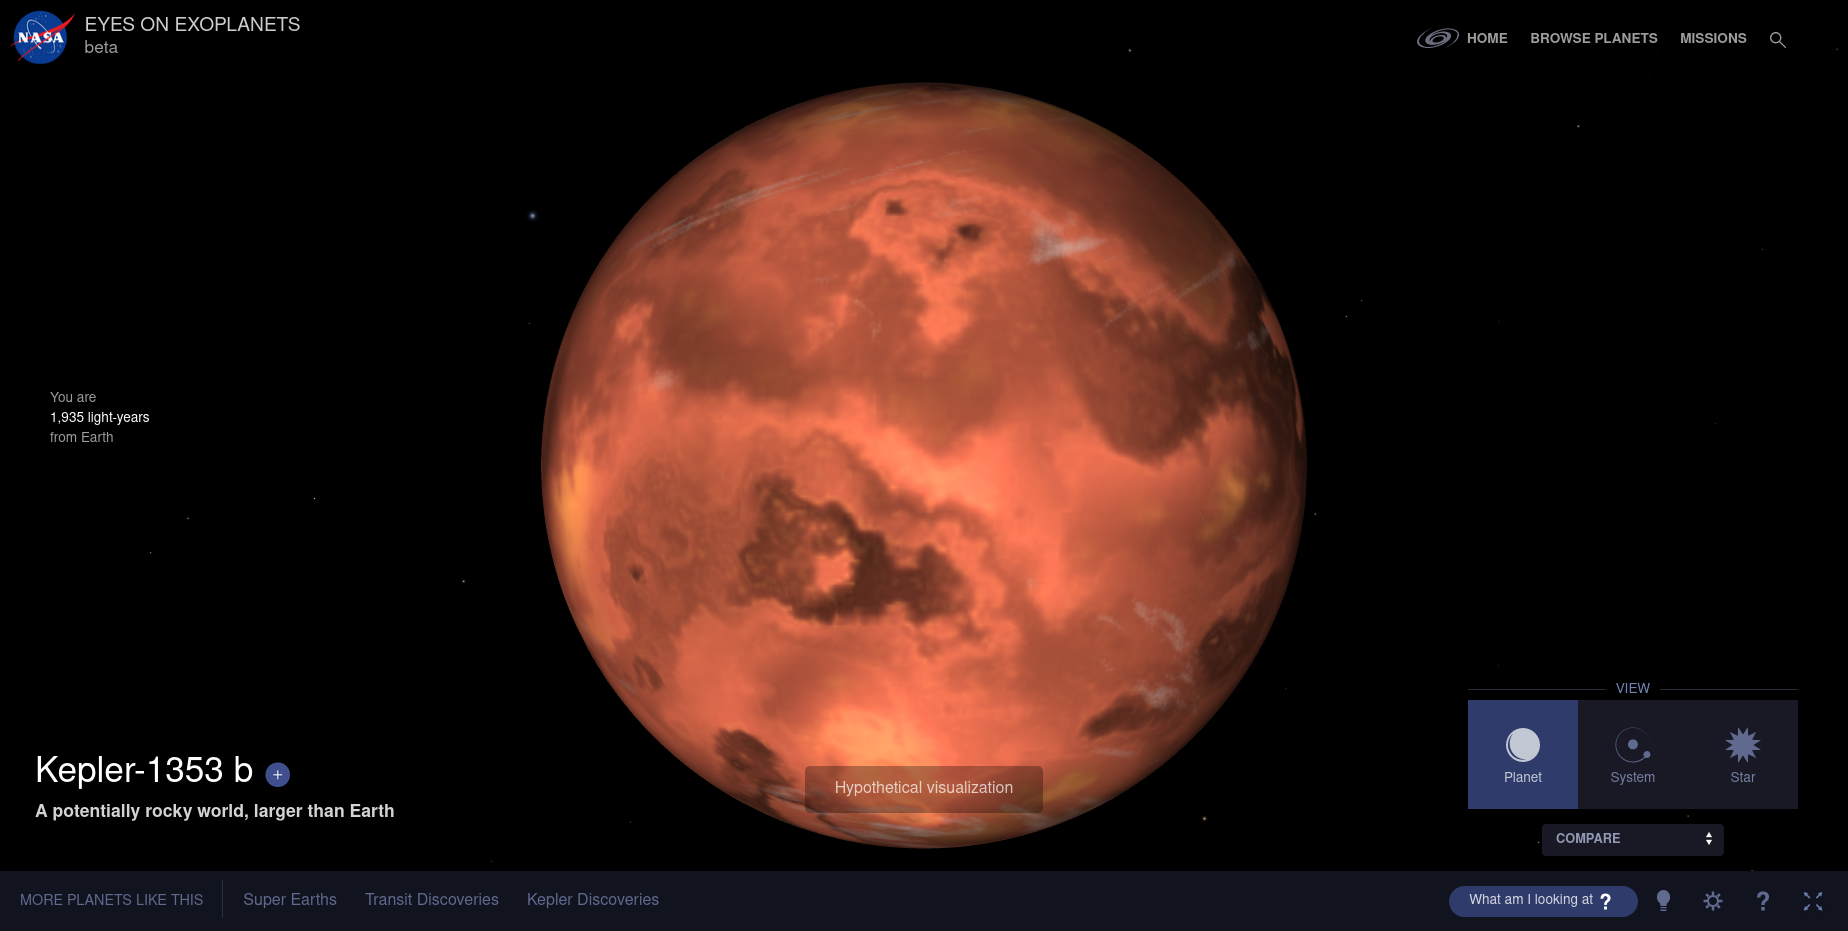 NASA
EYES ON EXOPLANETS
beta
HOME
BROWSE PLANETS
MISSIONS
You are
1,935 light-years
from Earth
Kepler-1353 b +
A potentially rocky world, larger than Earth
Hypothetical visualization
VIEW
Planet
System
Star
COMPARE
MORE PLANETS LIKE THIS
Super Earths
Transit Discoveries
Kepler Discoveries
What am I looking at ?
?